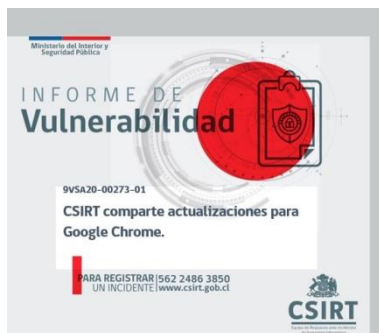 Ministerio del Interior y
Seguridad Pública
INFORME DE
Vulnerabilidad
9VSA20-00273-01
CSIRT comparte actualizaciones para
Google Chrome.
PARA REGISTRAR|562 2486 3850
UN INCIDENTE|www.csirt.gob.cl
CSIRT